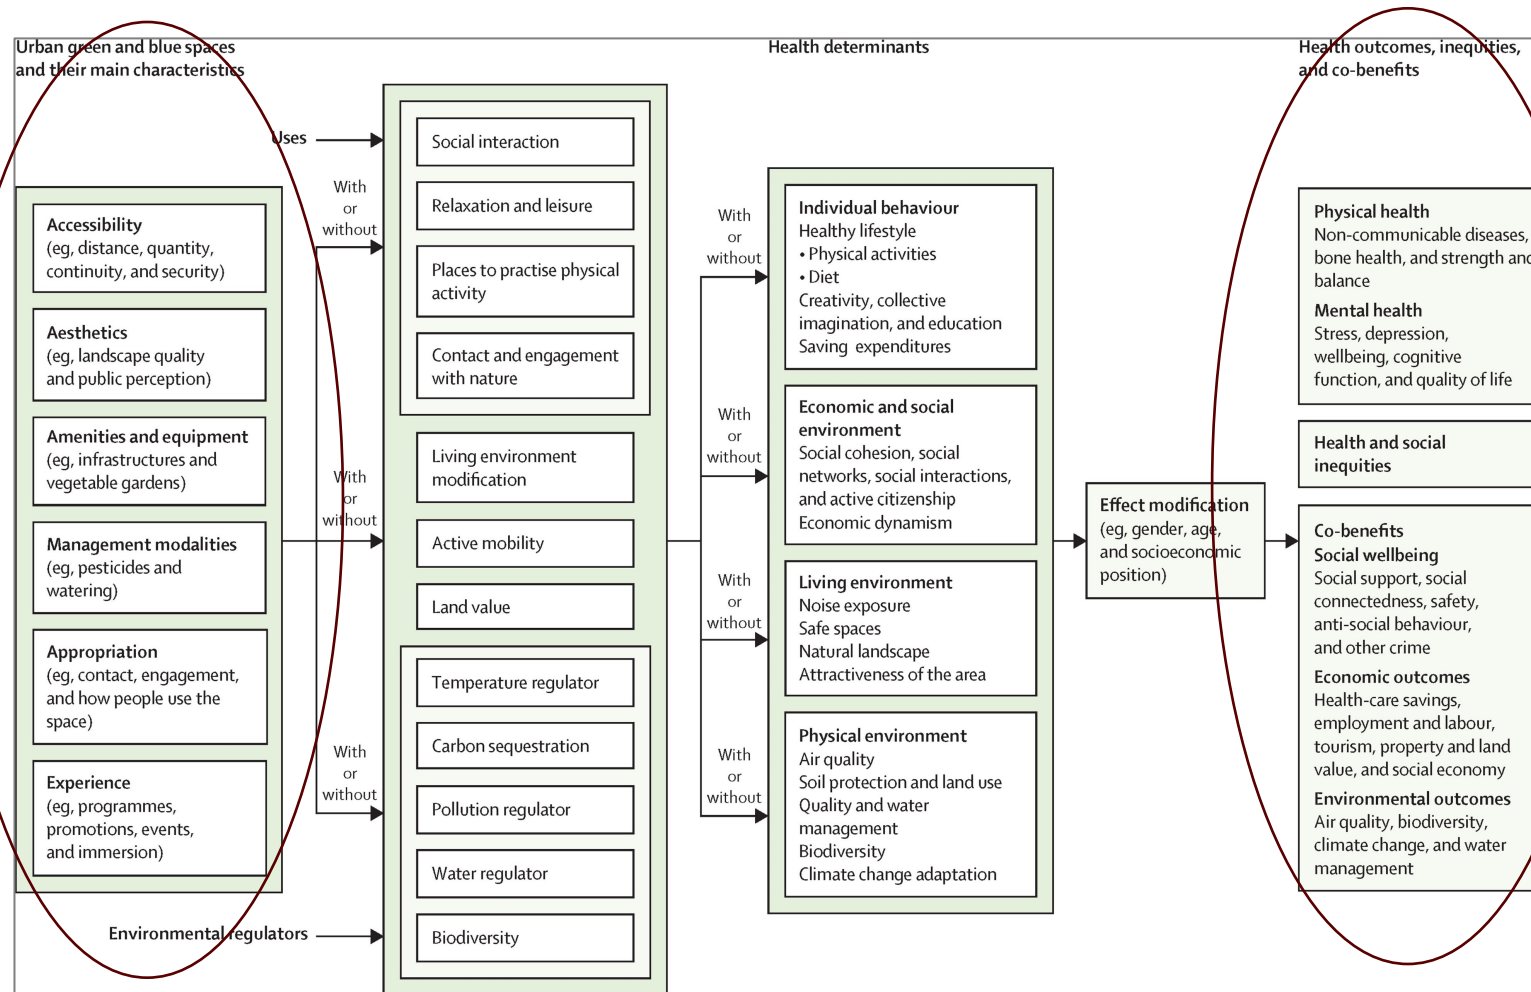 Urban green and blue spaces
and their main characteristics
Accessibility
(eg, distance, quantity,
continuity, and security)
Aesthetics
(eg, landscape quality
and public perception)
Amenities and equipment
(eg, infrastructures and
vegetable gardens)
Management modalities
(eg, pesticides and
watering)
Appropriation
(eg, contact, engagement,
and how people use the
space)
Experience
(eg, programmes,
promotions, events,
and immersion)
Uses
With
or
without
With
or
without
With
or
without
Environmental regulators
Social interaction
Relaxation and leisure
Places to practise physical
activity
Contact and engagement
with nature
Living environment
modification
Active mobility
Land value
Temperature regulator
Carbon sequestration
Pollution regulator
Water regulator
Biodiversity
With
or
without
With
or
without
With
or
without
With
or
without
Health determinants
Individual behaviour
Healthy lifestyle
• Physical activities
• Diet
Creativity, collective
imagination, and education
Saving expenditures
Economic and social
environment
Social cohesion, social
networks, social interactions,
and active citizenship
Economic dynamism
Living environment
Noise exposure
Safe spaces
Natural landscape
Attractiveness of the area
Physical environment
Air quality
Soil protection and land use
Quality and water
management
Biodiversity
Climate change adaptation
Effect modification
(eg, gender, age,
and socioeconomic
position)
Health outcomes, inequities,
and co-benefits
Physical health
Non-communicable diseases,
bone health, and strength and
balance
Mental health
Stress, depression,
wellbeing, cognitive
function, and quality of life
Health and social
inequities
Co-benefits
Social wellbeing
Social support, social
connectedness, safety,
anti-social behaviour,
and other crime
Economic outcomes
Health-care savings,
employment and labour,
tourism, property and land
value, and social economy
Environmental outcomes
Air quality, biodiversity,
climate change, and water
management